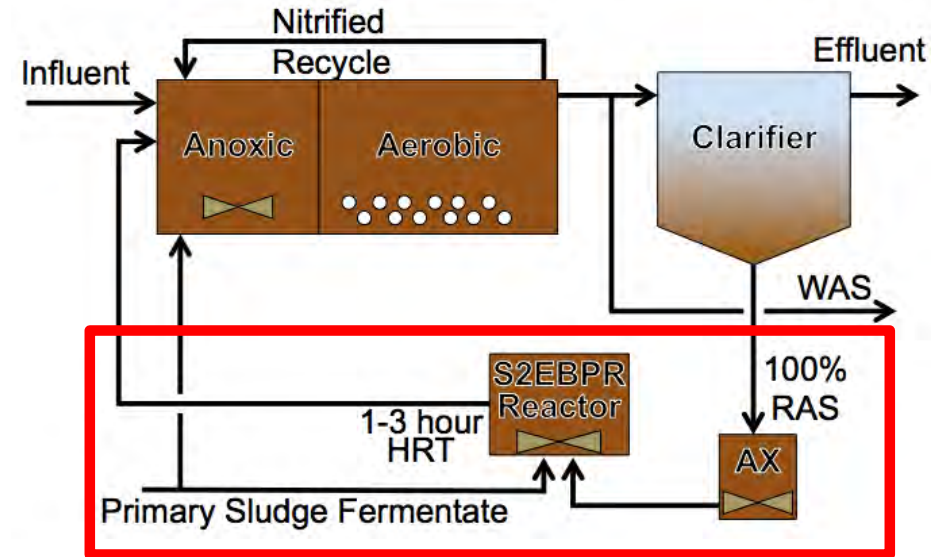 Nitrified
Recycle
Influent
Effluent
Anoxic
Aerobic
Clarifier
WAS
100%
RAS
S2EBPR
Reactor
1-3 hour
HRT
AX
Primary Sludge Fermentate